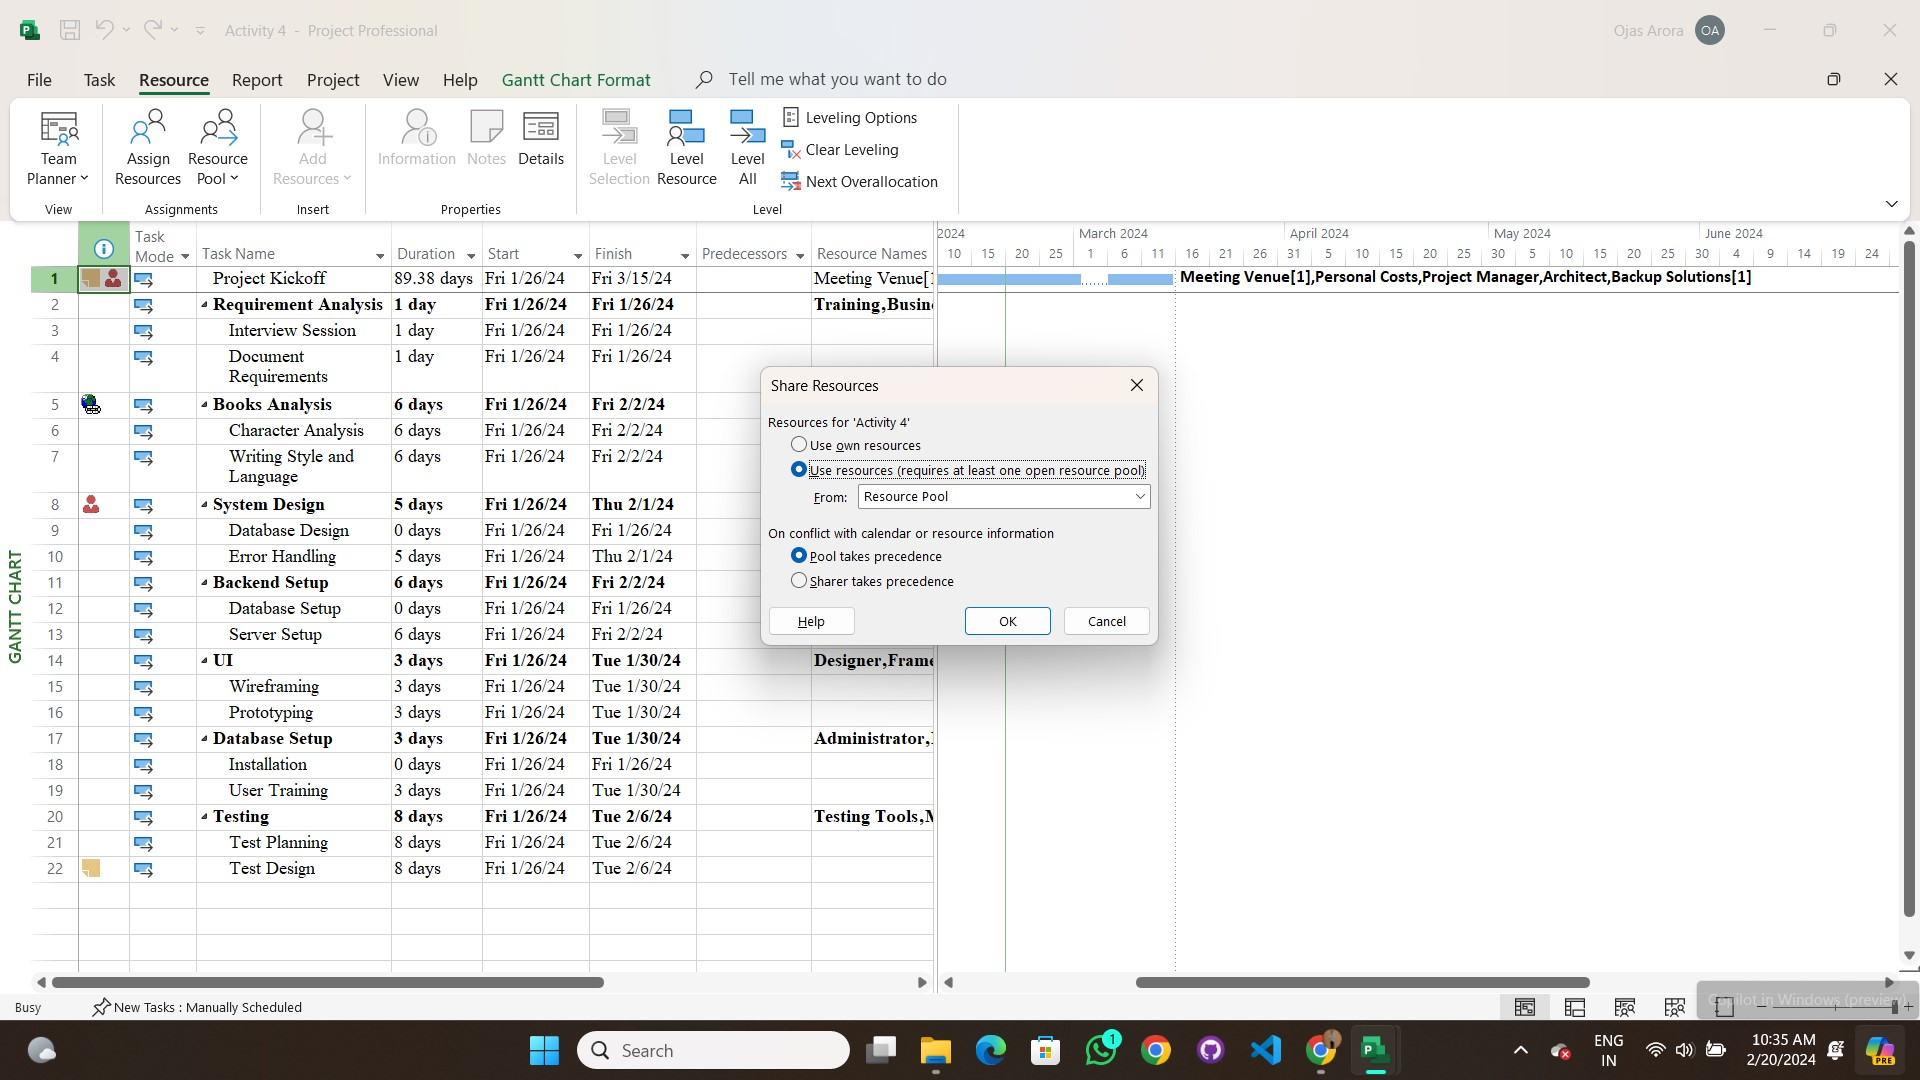 Activity 4 - Project Professional
Ojas Arora OA
File Task Resource Report Project View Help Gantt Chart Format Tell me what you want to do
Team Planner
Assign Resources
Resource Pool
Add Resources
Information
Notes
Details
Level Selection
Level Resource
Level All
Leveling Options
Clear Leveling
Next Overallocation
View Assignments Insert Properties Level
Task Mode Task Name Duration Start Finish Predecessors Resource Names
2024 March 2024 April 2024 May 2024 June 2024
10 15 20 25 1 6 11 16 21 26 31 5 10 15 20 25 30 5 10 15 20 25 30 4 9 14 19 24
1 Project Kickoff 89.38 days Fri 1/26/24 Fri 3/15/24 Meeting Venue[1
Meeting Venue[1],Personal Costs,Project Manager,Architect,Backup Solutions[1]
2 Requirement Analysis 1 day Fri 1/26/24 Fri 1/26/24 Training,Busin
3 Interview Session 1 day Fri 1/26/24 Fri 1/26/24
4 Document Requirements 1 day Fri 1/26/24 Fri 1/26/24
5 Books Analysis 6 days Fri 1/26/24 Fri 2/2/24
6 Character Analysis 6 days Fri 1/26/24 Fri 2/2/24
7 Writing Style and Language 6 days Fri 1/26/24 Fri 2/2/24
8 System Design 5 days Fri 1/26/24 Thu 2/1/24
9 Database Design 0 days Fri 1/26/24 Fri 1/26/24
10 Error Handling 5 days Fri 1/26/24 Thu 2/1/24
11 Backend Setup 6 days Fri 1/26/24 Fri 2/2/24
12 Database Setup 0 days Fri 1/26/24 Fri 1/26/24
13 Server Setup 6 days Fri 1/26/24 Fri 2/2/24
14 UI 3 days Fri 1/26/24 Tue 1/30/24 Designer,Frame
15 Wireframing 3 days Fri 1/26/24 Tue 1/30/24
16 Prototyping 3 days Fri 1/26/24 Tue 1/30/24
17 Database Setup 3 days Fri 1/26/24 Tue 1/30/24 Administrator,
18 Installation 0 days Fri 1/26/24 Fri 1/26/24
19 User Training 3 days Fri 1/26/24 Tue 1/30/24
20 Testing 8 days Fri 1/26/24 Tue 2/6/24 Testing Tools,M
21 Test Planning 8 days Fri 1/26/24 Tue 2/6/24
22 Test Design 8 days Fri 1/26/24 Tue 2/6/24
GANTT CHART
Share Resources
Resources for 'Activity 4'
Use own resources
Use resources (requires at least one open resource pool)
From: Resource Pool
On conflict with calendar or resource information
Pool takes precedence
Sharer takes precedence
Help OK Cancel
Busy New Tasks : Manually Scheduled
Copilot in Windows (preview)
Search
1
ENG
IN
10:35 AM
2/20/2024
PRE